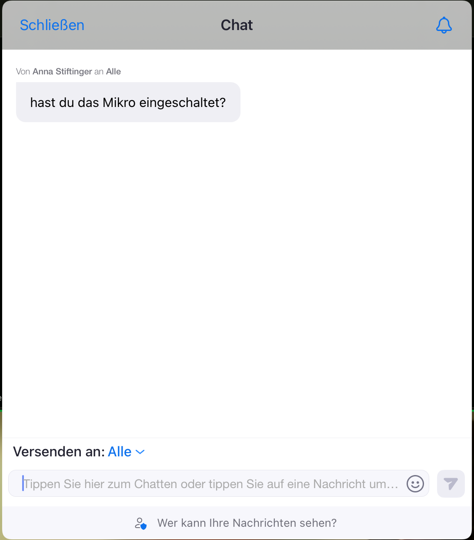 Schließen Chat
Von Anna Stiftinger an Alle
hast du das Mikro eingeschaltet?
Versenden an: Alle
Tippen Sie hier zum Chatten oder tippen Sie auf eine Nachricht um...
Wer kann Ihre Nachrichten sehen?